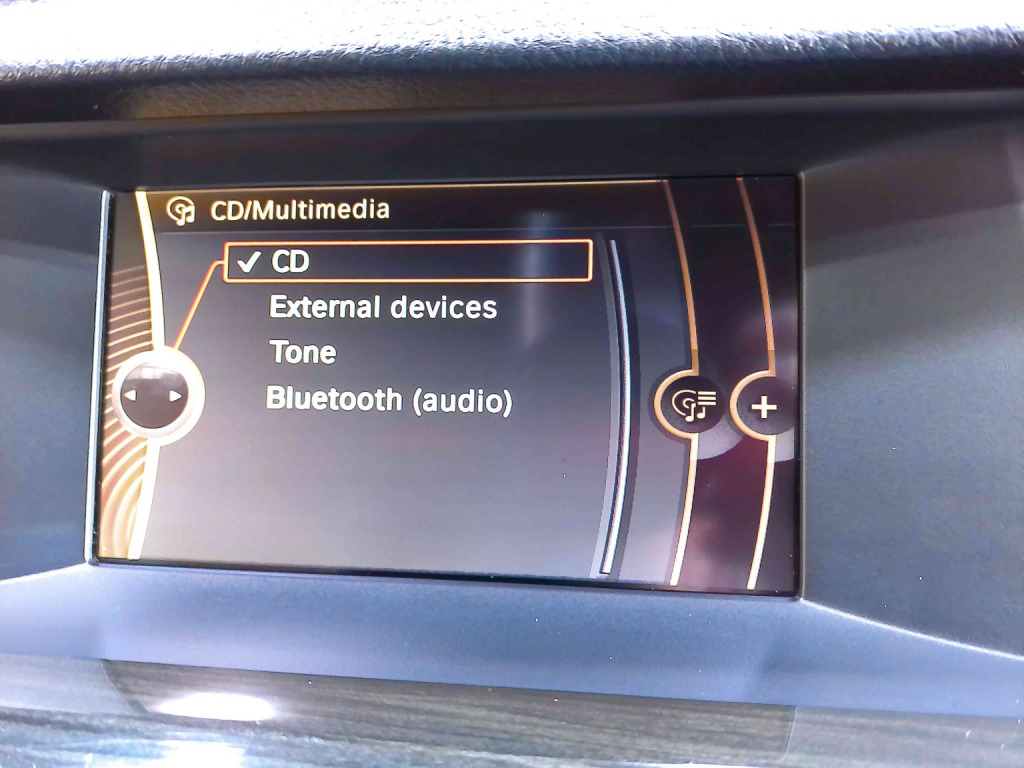 CD/Multimedia
✓ CD
External devices
Tone
Bluetooth (audio)